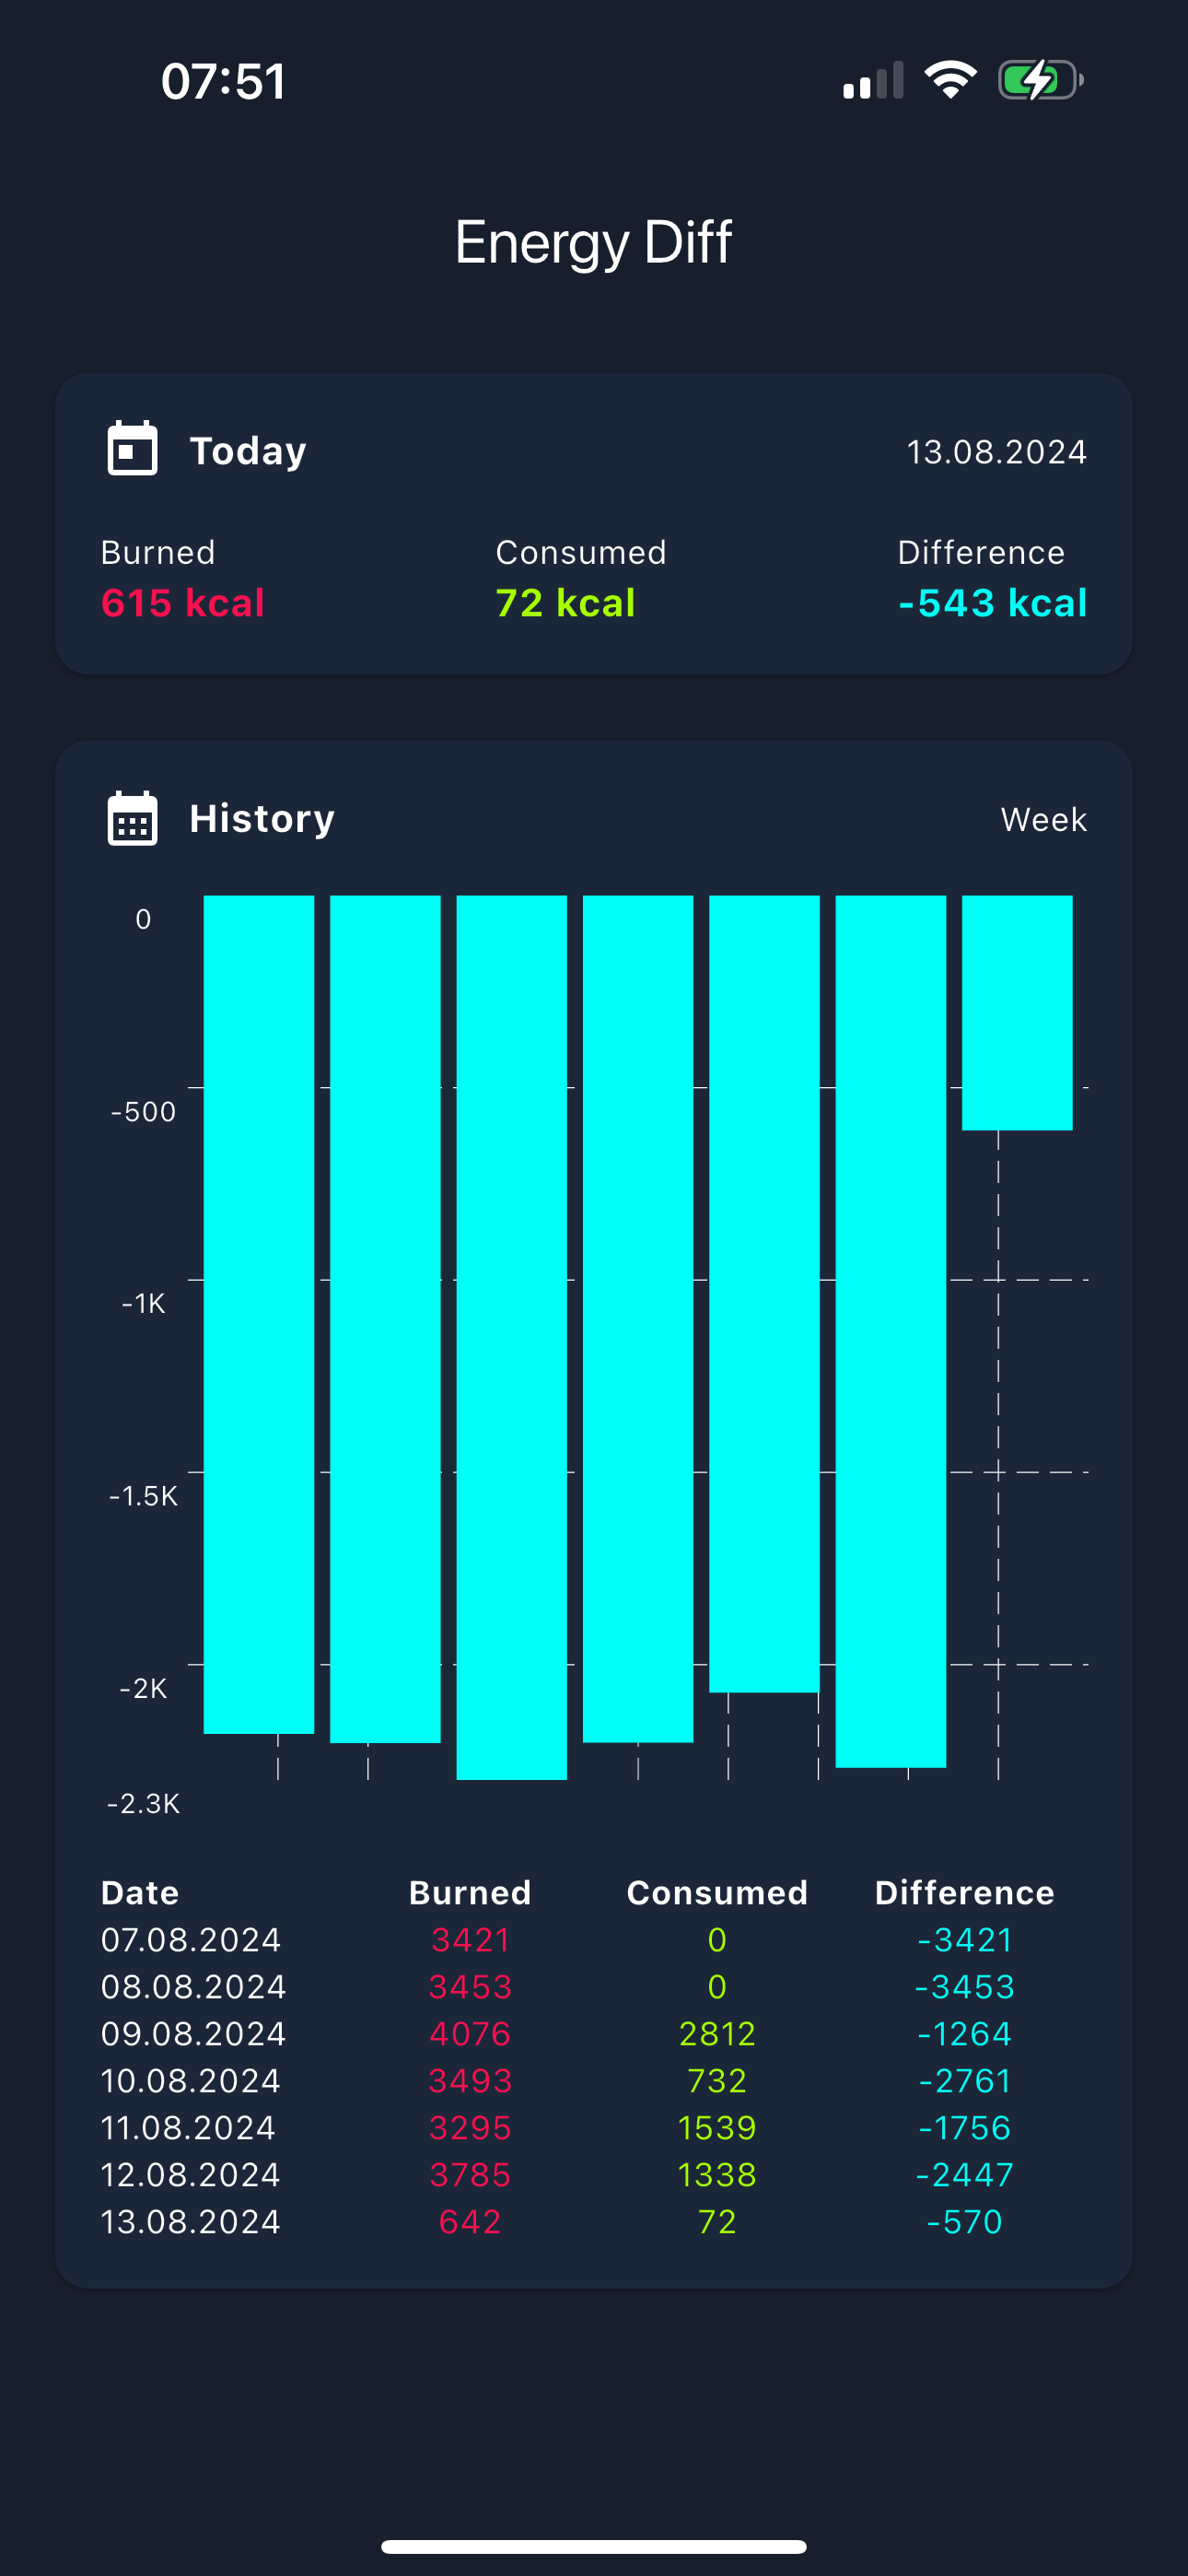 07:51
Energy Diff
Today 13.08.2024
Burned Consumed Difference
615 kcal 72 kcal -543 kcal
History Week
0
-500
-1K
-1.5K
-2K
-2.3K
Date Burned Consumed Difference
07.08.2024 3421 0 -3421
08.08.2024 3453 0 -3453
09.08.2024 4076 2812 -1264
10.08.2024 3493 732 -2761
11.08.2024 3295 1539 -1756
12.08.2024 3785 1338 -2447
13.08.2024 642 72 -570